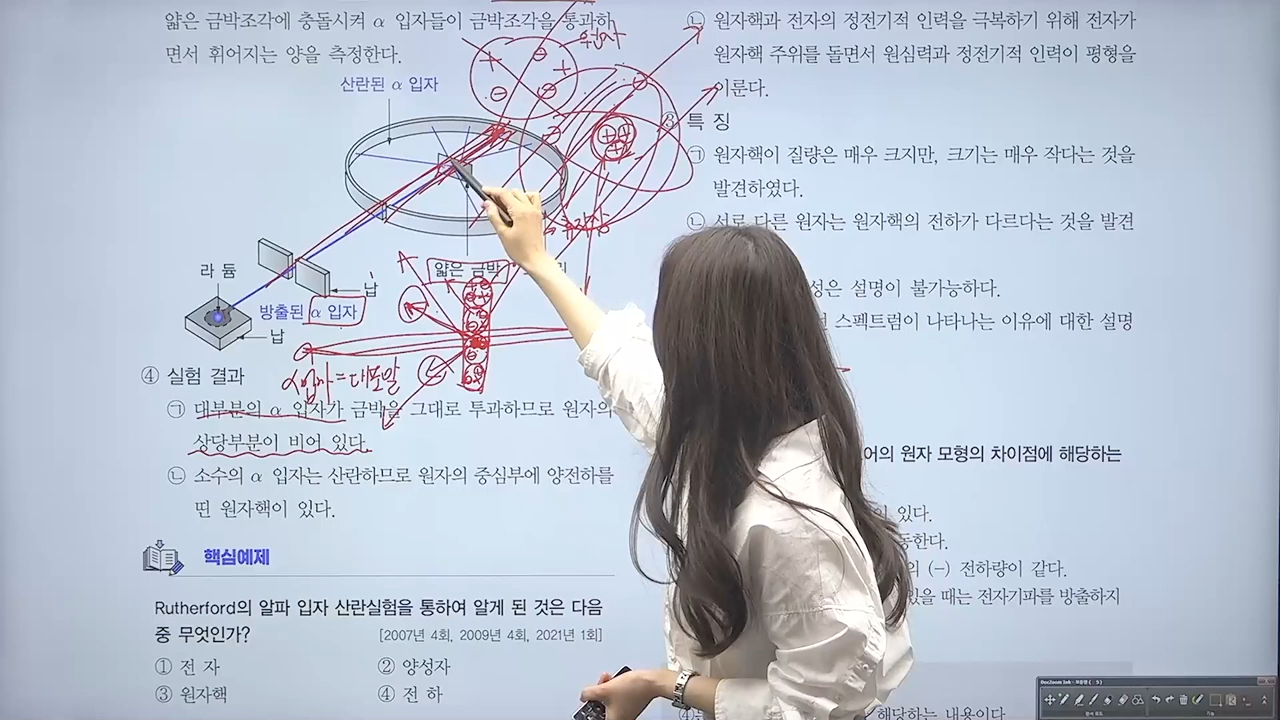 얇은 금박조각에 충돌시켜 α 입자들이 금박조각을 통과하
면서 휘어지는 양을 측정한다.
산란된 α 입자
라 듐
방출된 α 입자
납
납
얇은 금박
α입자 = 대포알
④ 실험 결과
㉠ 대부분의 α 입자가 금박을 그대로 투과하므로 원자의
상당부분이 비어 있다.
㉡ 소수의 α 입자는 산란하므로 원자의 중심부에 양전하를
띤 원자핵이 있다.
핵심예제
Rutherford의 알파 입자 산란실험을 통하여 알게 된 것은 다음
중 무엇인가?
[2007년 4회, 2009년 4회, 2021년 1회]
① 전 자
② 양성자
③ 원자핵
④ 전 하
㉡ 원자핵과 전자의 정전기적 인력을 극복하기 위해 전자가
원자핵 주위를 돌면서 원심력과 정전기적 인력이 평형을
이룬다.
③ 특 징
㉠ 원자핵이 질량은 매우 크지만, 크기는 매우 작다는 것을
발견하였다.
㉡ 서로 다른 원자는 원자핵의 전하가 다르다는 것을 발견
성은 설명이 불가능하다.
스펙트럼이 나타나는 이유에 대한 설명
어의 원자 모형의 차이점에 해당하는
있다.
동한다.
의 (−) 전하량이 같다.
있을 때는 전자기파를 방출하지
해당하는 내용이다